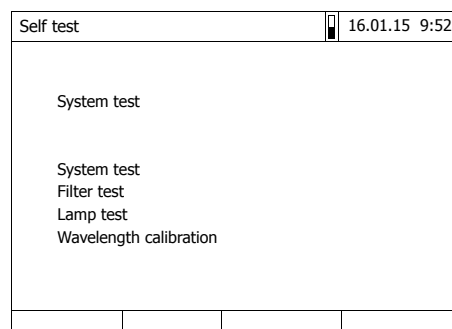 Self test
16.01.15 9:52
System test
System test
Filter test
Lamp test
Wavelength calibration